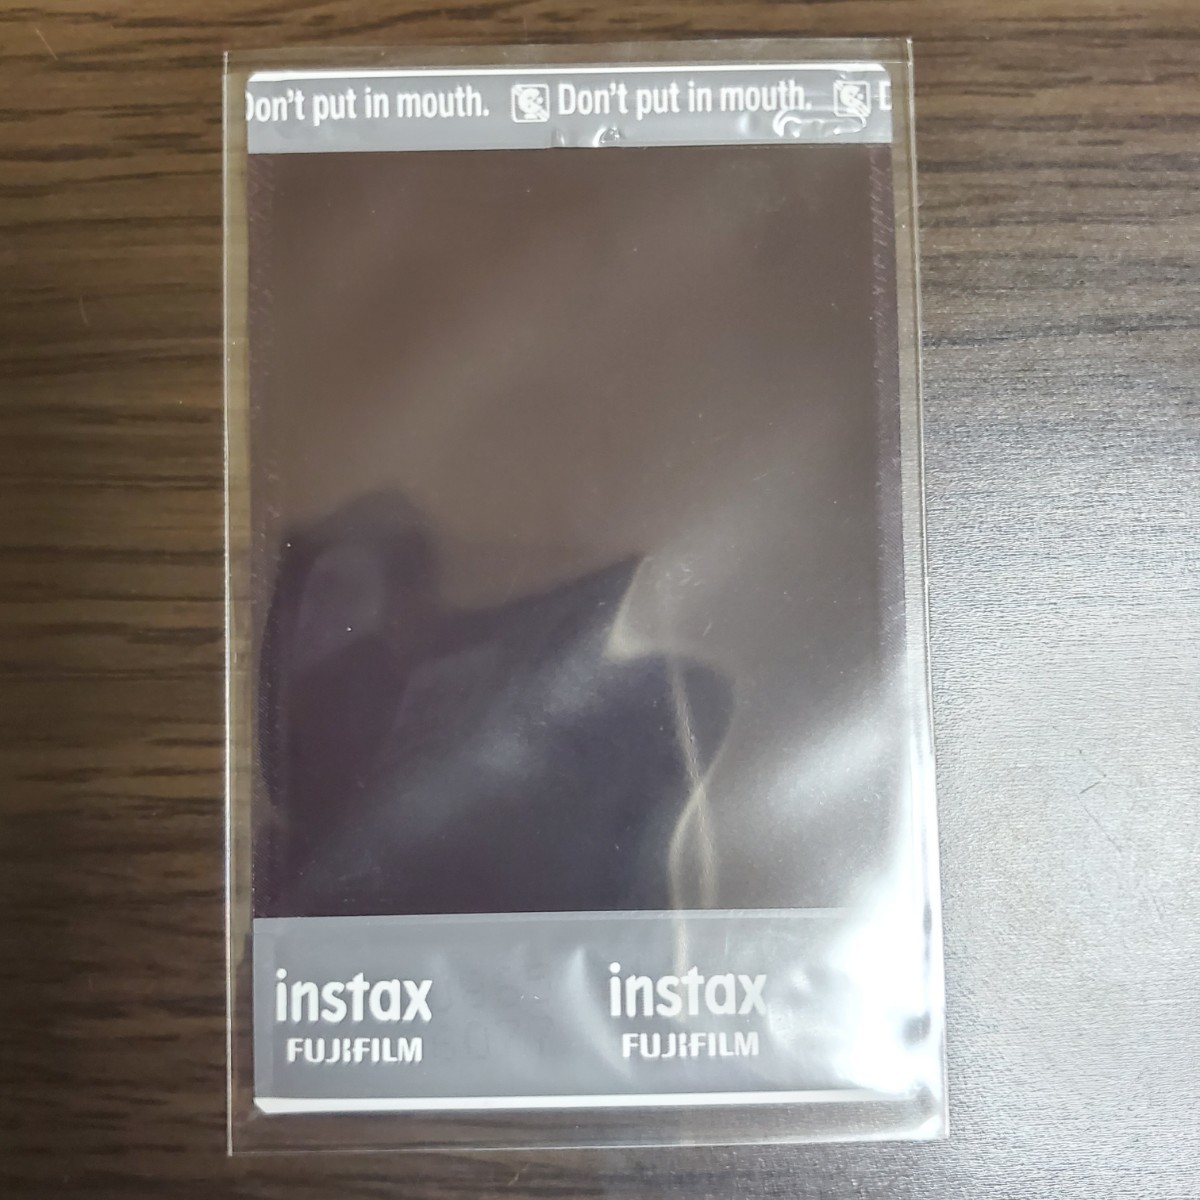 Don't put in mouth. Don't put in mouth. D
instax instax
FUJIFILM FUJIFILM